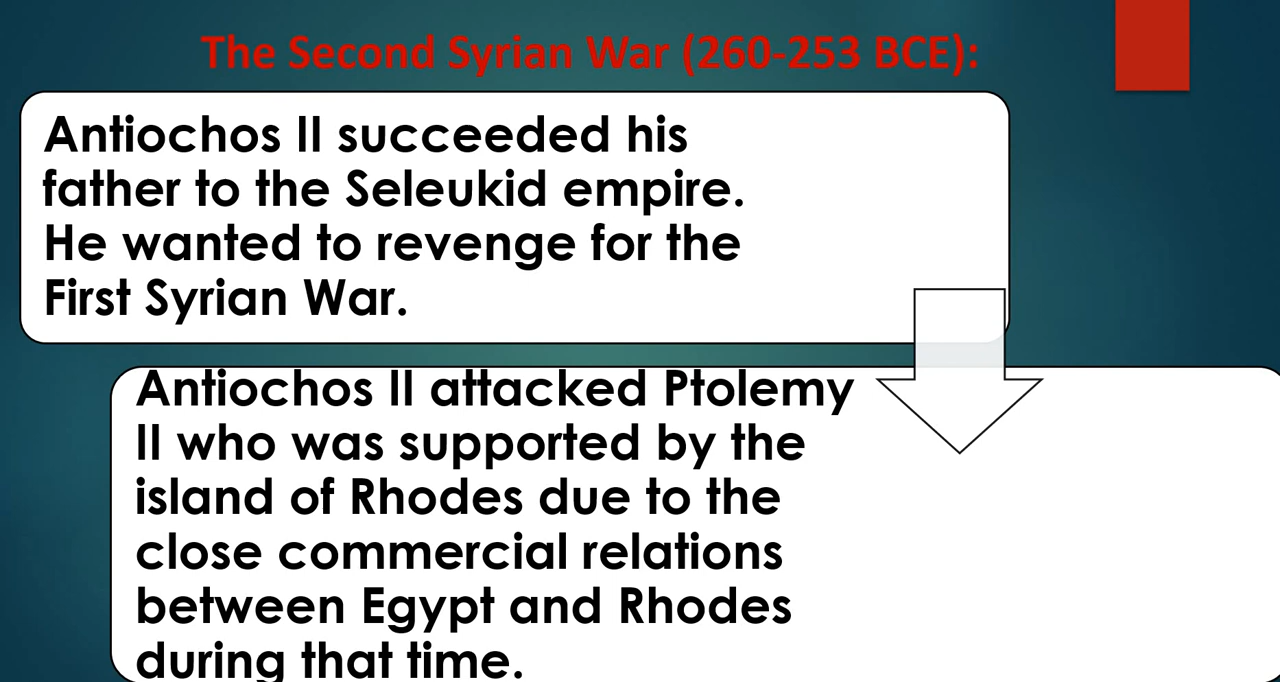 The Second Syrian War (260-253 BCE):
Antiochos II succeeded his
father to the Seleukid empire.
He wanted to revenge for the
First Syrian War.
Antiochos II attacked Ptolemy
II who was supported by the
island of Rhodes due to the
close commercial relations
between Egypt and Rhodes
during that time.